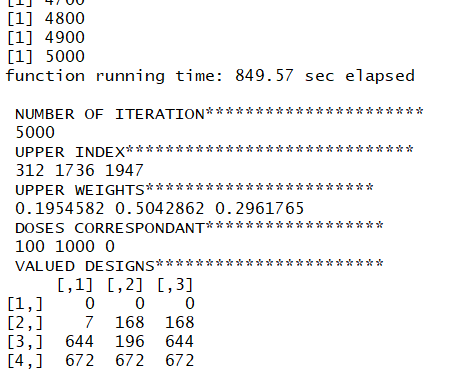 [1] 4700
[1] 4800
[1] 4900
[1] 5000
function running time: 849.57 sec elapsed
NUMBER OF ITERATION**********************
5000
UPPER INDEX*****************************
312 1736 1947
UPPER WEIGHTS***********************
0.1954582 0.5042862 0.2961765
DOSES CORRESPONDANT******************
100 1000 0
VALUED DESIGNS***********************
[,1] [,2] [,3]
[1,] 0 0 0
[2,] 7 168 168
[3,] 644 196 644
[4,] 672 672 672